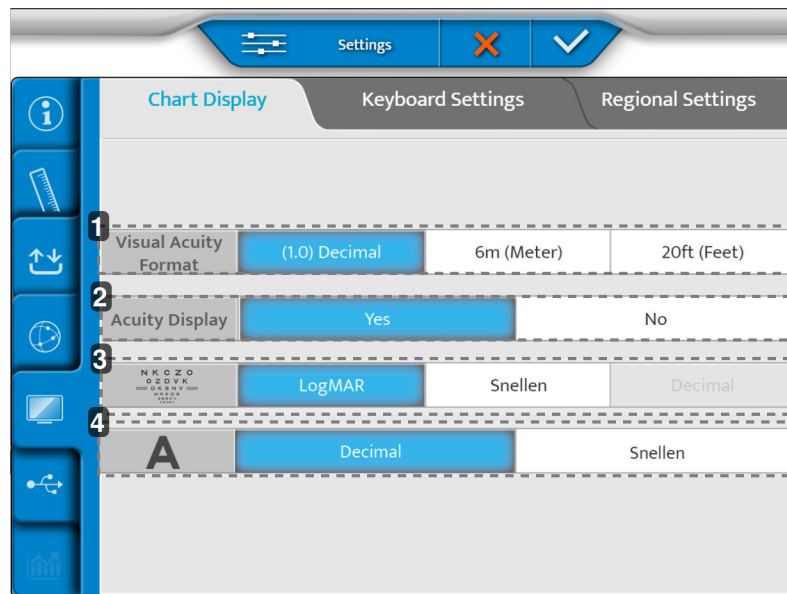 Settings
Chart Display Keyboard Settings Regional Settings
1
Visual Acuity Format (1.0) Decimal 6m (Meter) 20ft (Feet)
2
Acuity Display Yes No
3
N K C Z O
O Z D V K
LogMAR Snellen Decimal
4
A Decimal Snellen